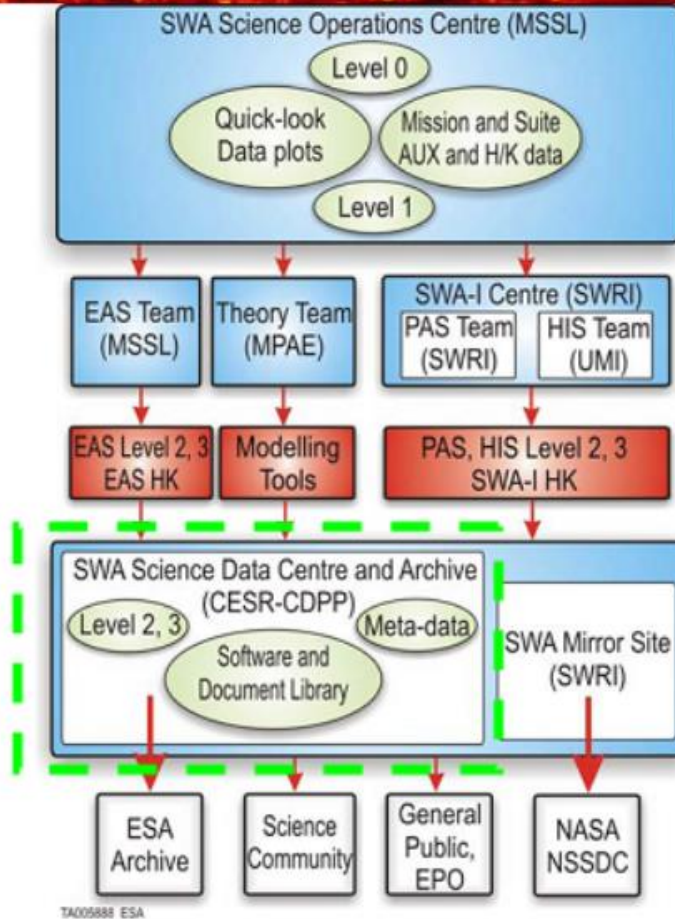 SWA Science Operations Centre (MSSL)
Level 0
Quick-look
Data plots
Mission and Suite
AUX and H/K data
Level 1
EAS Team
(MSSL)
Theory Team
(MPAE)
SWA-I Centre (SWRI)
PAS Team
(SWRI)
HIS Team
(UMI)
EAS Level 2, 3
EAS HK
Modelling
Tools
PAS, HIS Level 2, 3
SWA-I HK
SWA Science Data Centre and Archive
(CESR-CDPP)
Level 2, 3
Meta-data
Software and
Document Library
SWA Mirror Site
(SWRI)
ESA
Archive
Science
Community
General
Public,
EPO
NASA
NSSDC
TA005888 ESA